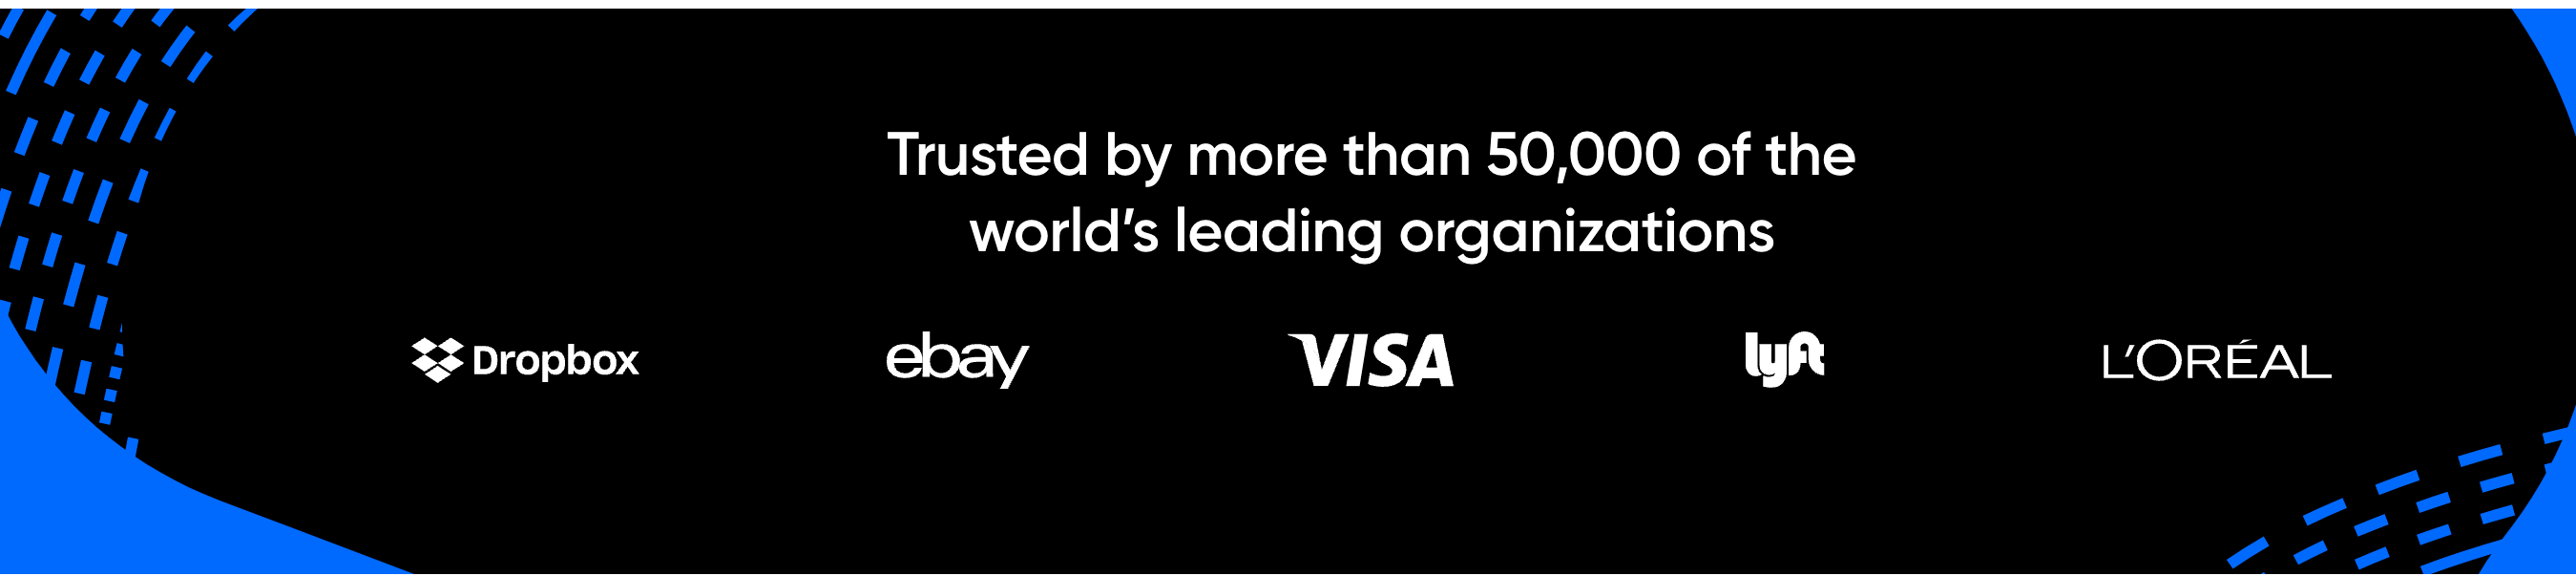 Trusted by more than 50,000 of the
world’s leading organizations
Dropbox ebay VISA lyft L’ORÉAL